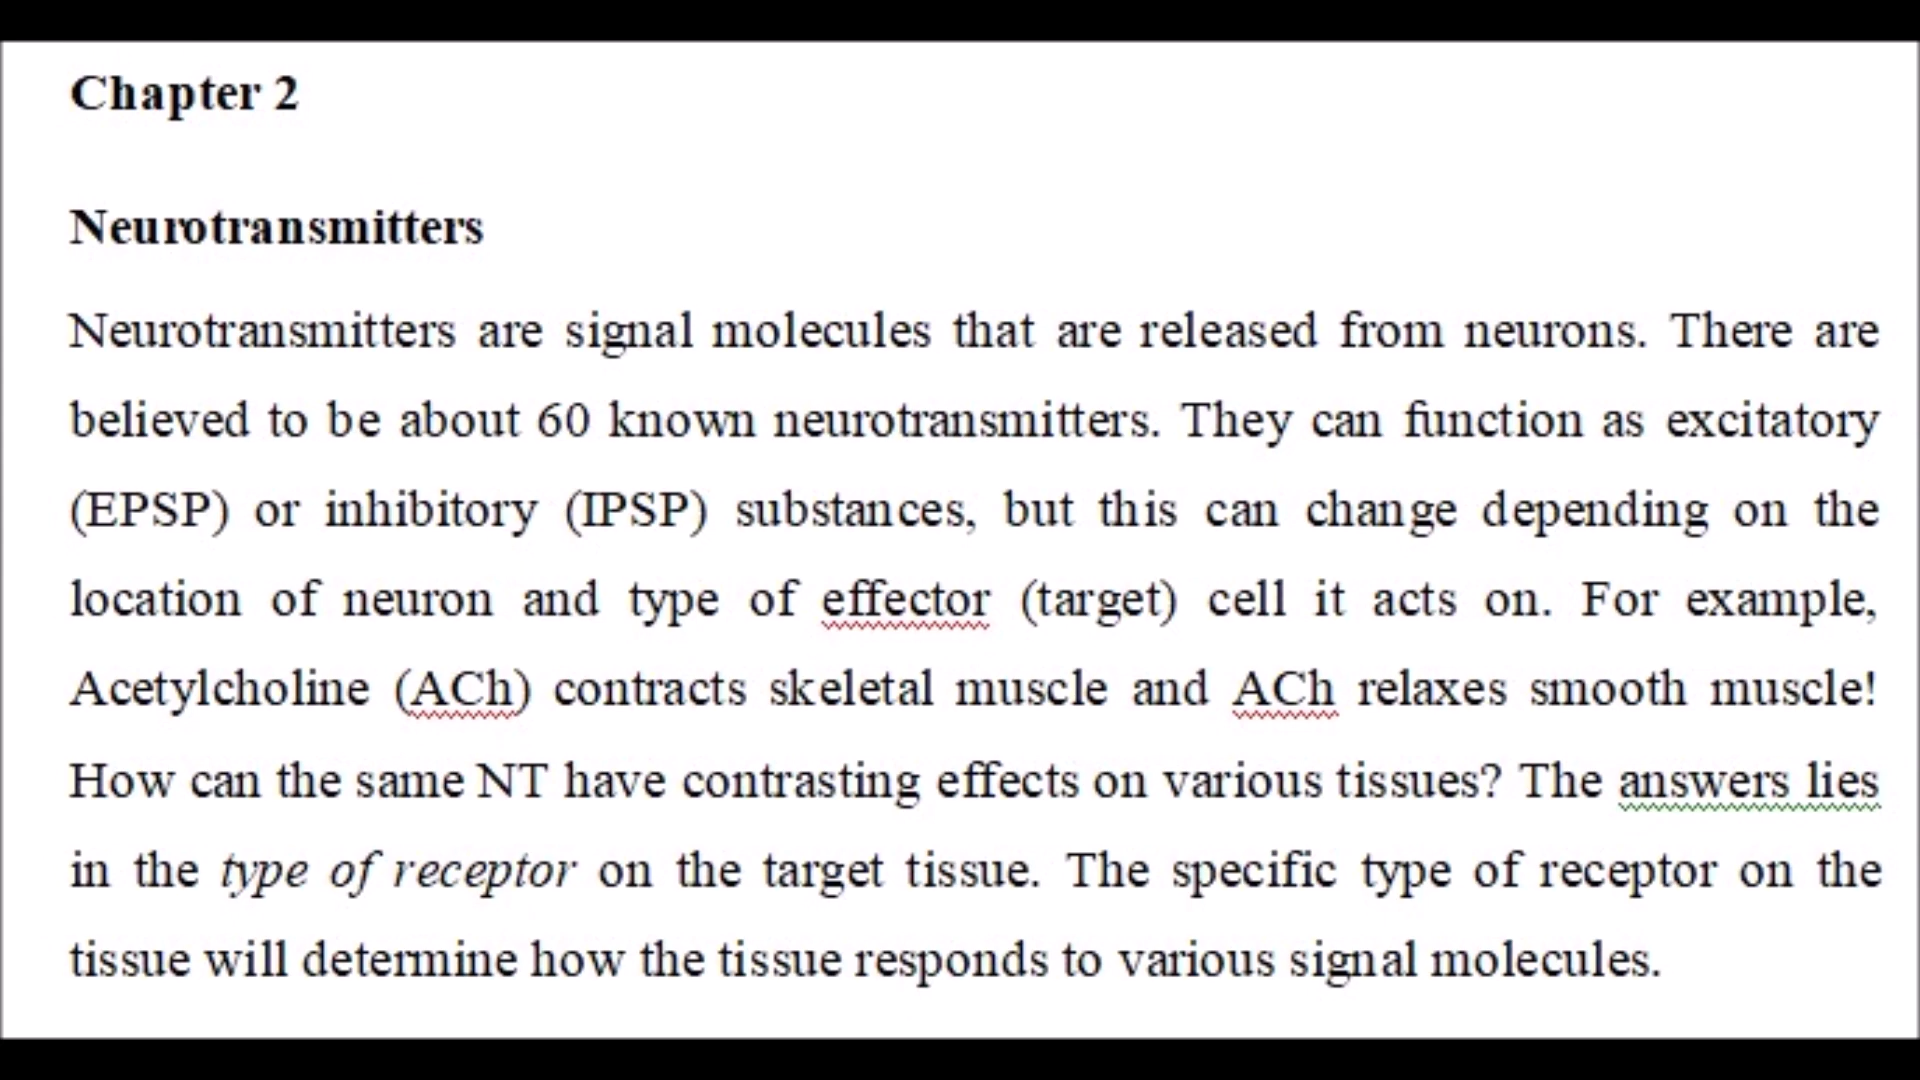 Chapter 2
Neurotransmitters
Neurotransmitters are signal molecules that are released from neurons. There are
believed to be about 60 known neurotransmitters. They can function as excitatory
(EPSP) or inhibitory (IPSP) substances, but this can change depending on the
location of neuron and type of effector (target) cell it acts on. For example,
Acetylcholine (ACh) contracts skeletal muscle and ACh relaxes smooth muscle!
How can the same NT have contrasting effects on various tissues? The answers lies
in the type of receptor on the target tissue. The specific type of receptor on the
tissue will determine how the tissue responds to various signal molecules.